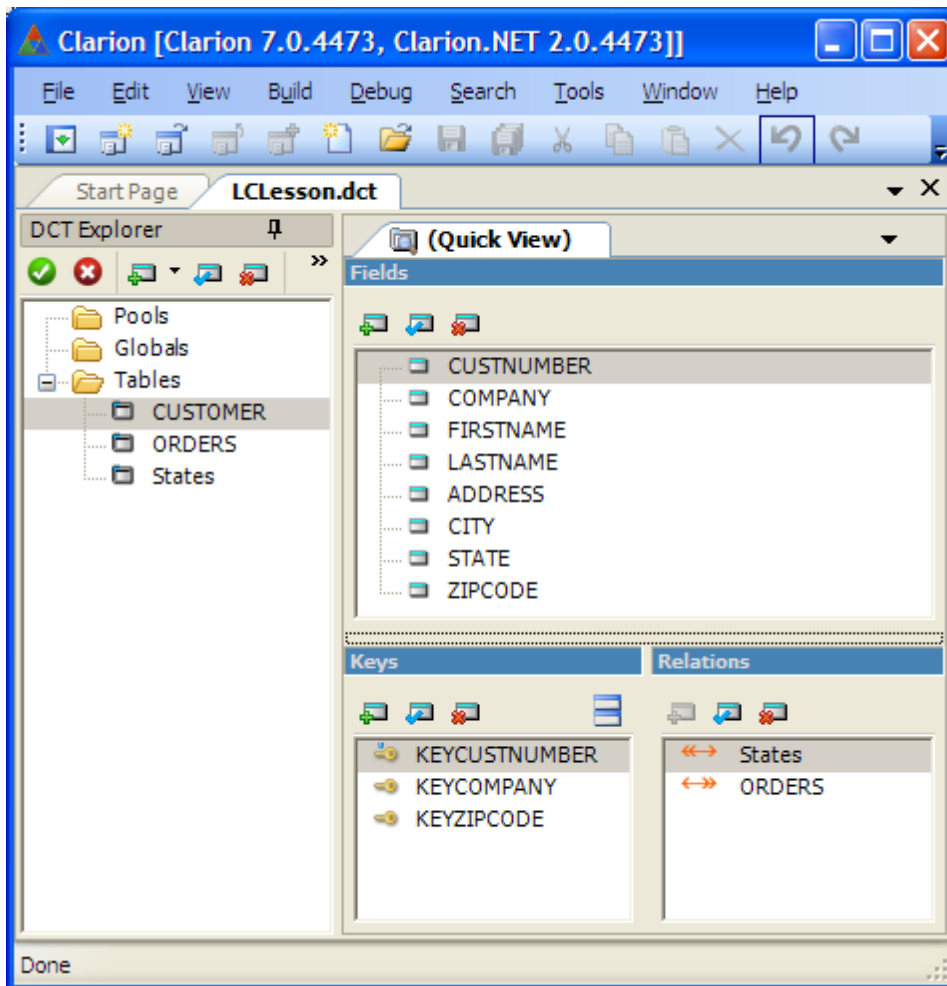 Clarion [Clarion 7.0.4473, Clarion.NET 2.0.4473]]
File Edit View Build Debug Search Tools Window Help
Start Page LCLesson.dct
DCT Explorer
Pools
Globals
Tables
CUSTOMER
ORDERS
States
(Quick View)
Fields
CUSTNUMBER
COMPANY
FIRSTNAME
LASTNAME
ADDRESS
CITY
STATE
ZIPCODE
Keys
KEYCUSTNUMBER
KEYCOMPANY
KEYZIPCODE
Relations
States
ORDERS
Done